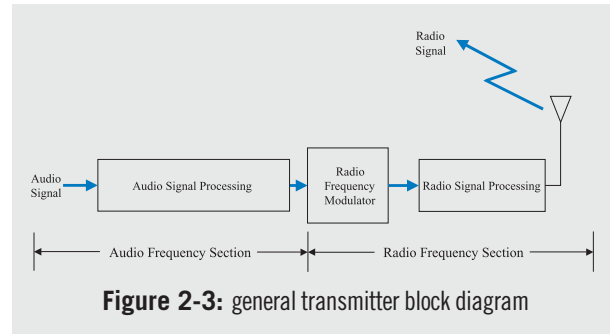 Radio
Signal
Audio
Signal
Audio Signal Processing
Radio
Frequency
Modulator
Radio Signal Processing
Audio Frequency Section
Radio Frequency Section
Figure 2-3: general transmitter block diagram